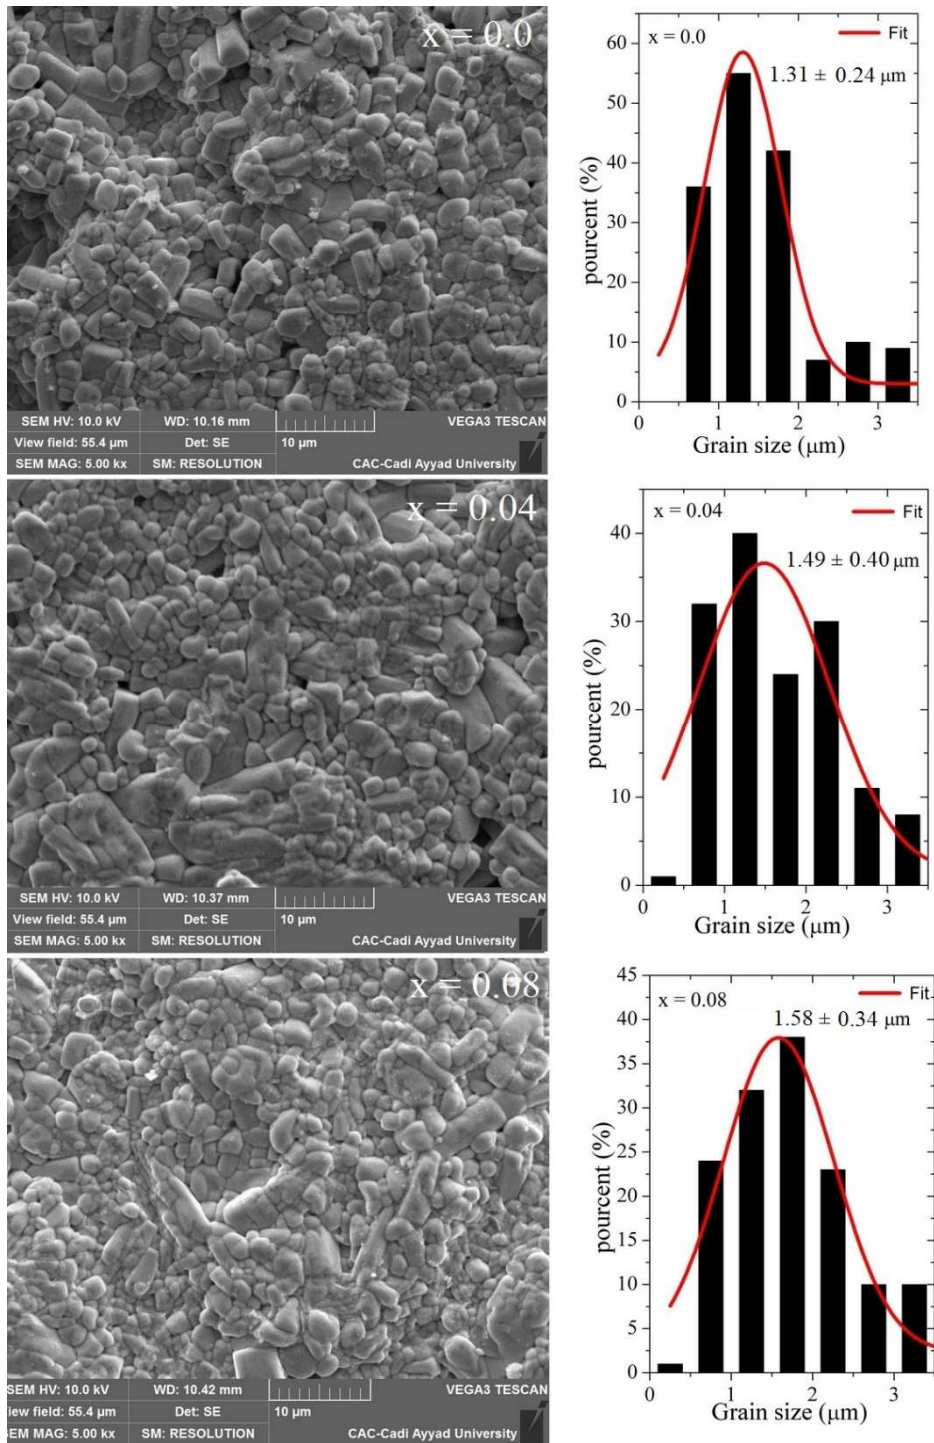 x = 0.0
SEM HV: 10.0 kV WD: 10.16 mm VEGA3 TESCAN
View field: 55.4 µm Det: SE 10 µm
SEM MAG: 5.00 kx SM: RESOLUTION CAC-Cadi Ayyad University
x = 0.0 Fit
1.31 ± 0.24 µm
60
50
40
30
20
10
0
0 1 2 3
pourcent (%)
Grain size (µm)
x = 0.04
SEM HV: 10.0 kV WD: 10.37 mm VEGA3 TESCAN
View field: 55.4 µm Det: SE 10 µm
SEM MAG: 5.00 kx SM: RESOLUTION CAC-Cadi Ayyad University
x = 0.04 Fit
1.49 ± 0.40 µm
40
30
20
10
0
0 1 2 3
pourcent (%)
Grain size (µm)
x = 0.08
SEM HV: 10.0 kV WD: 10.42 mm VEGA3 TESCAN
iew field: 55.4 µm Det: SE 10 µm
SEM MAG: 5.00 kx SM: RESOLUTION CAC-Cadi Ayyad University
x = 0.08 Fit
1.58 ± 0.34 µm
45
40
35
30
25
20
15
10
5
0
0 1 2 3
pourcent (%)
Grain size (µm)